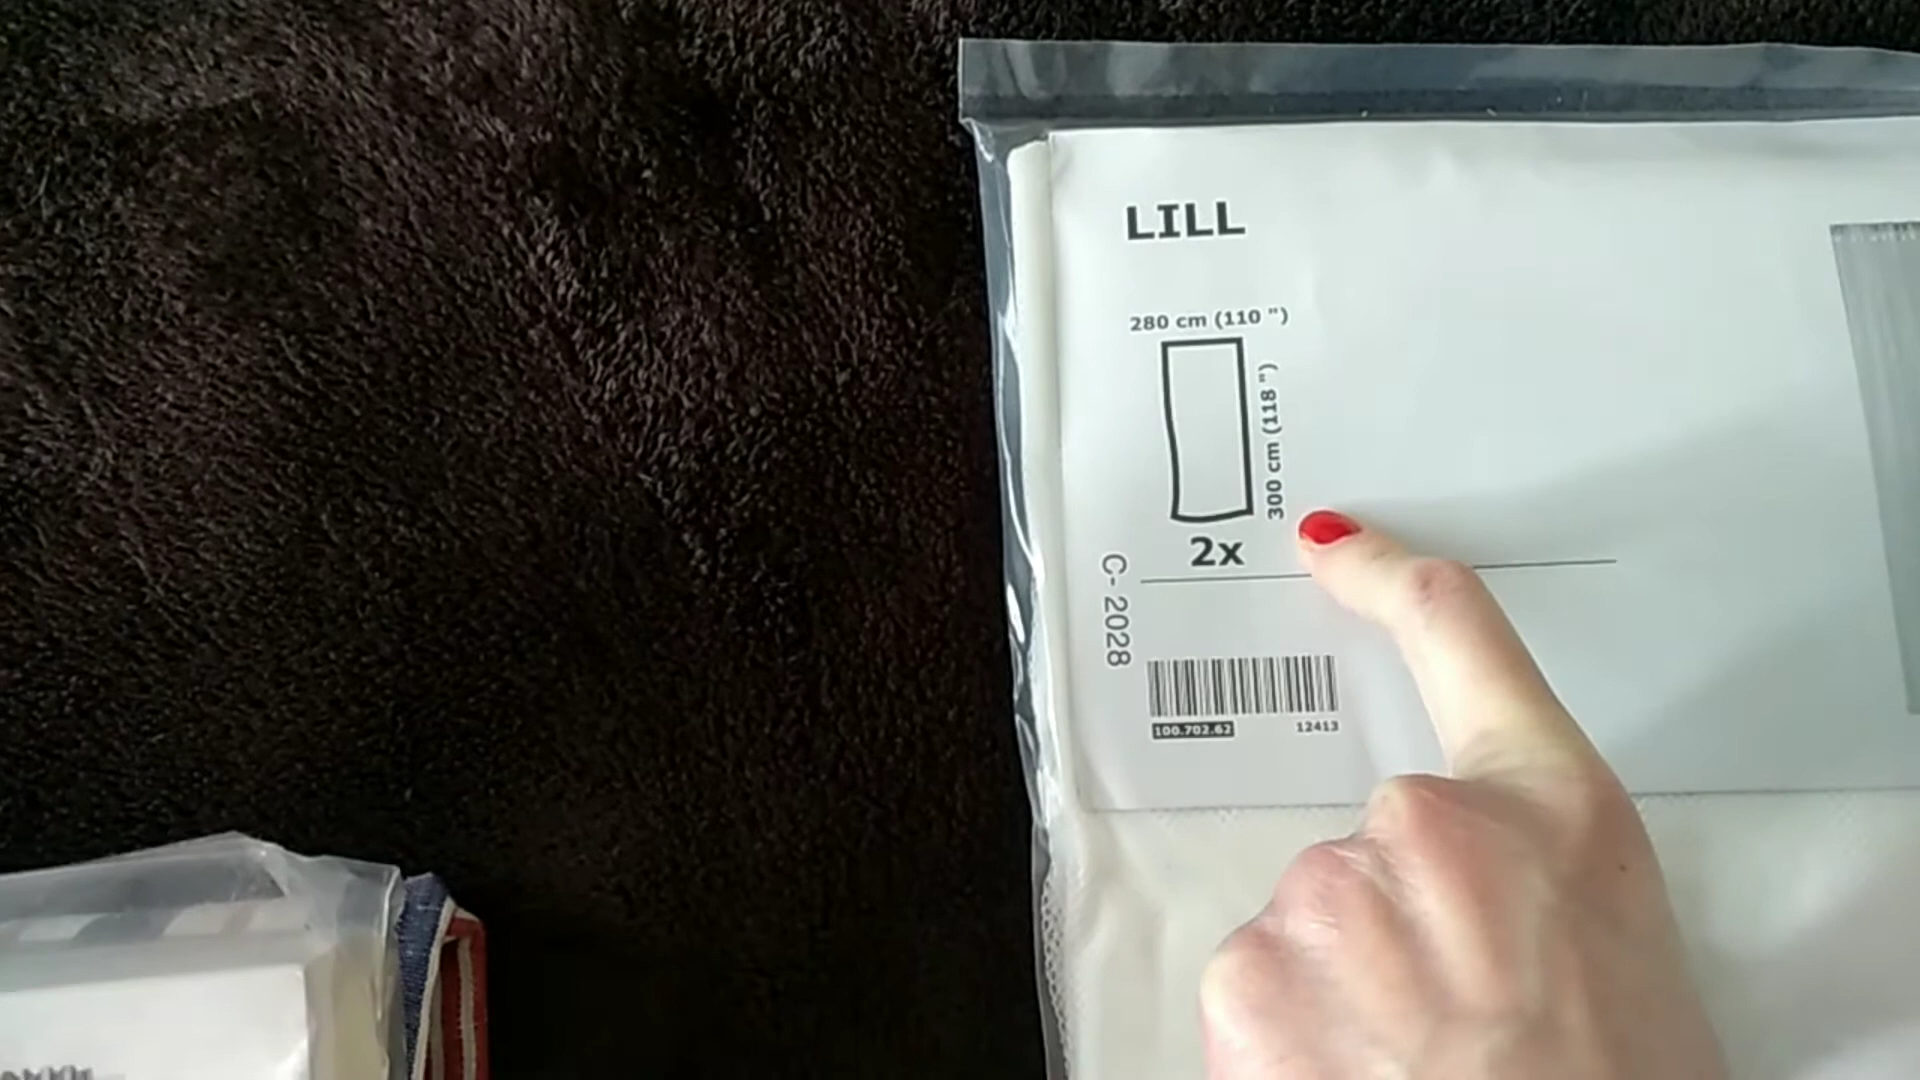 LILL
280 cm (110 ")
300 cm (118 ")
2x
C- 2028
100.702.62
12413